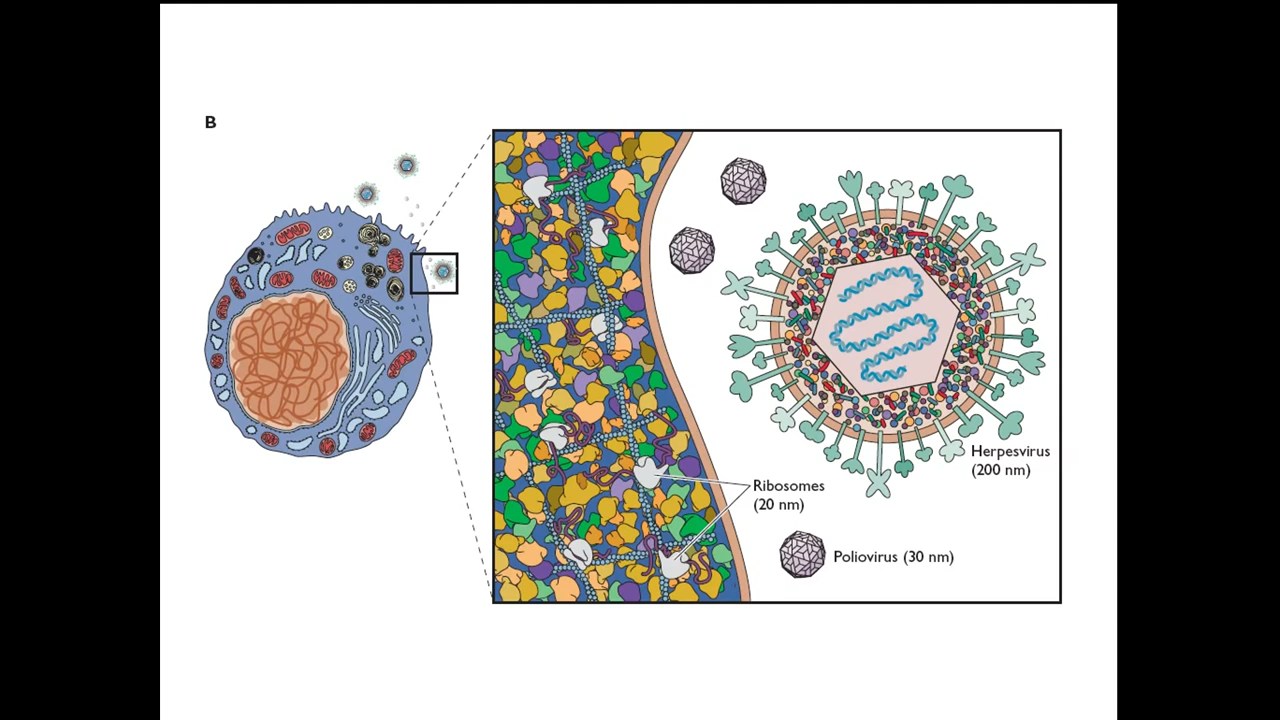 B
Herpesvirus
(200 nm)
Ribosomes
(20 nm)
Poliovirus (30 nm)